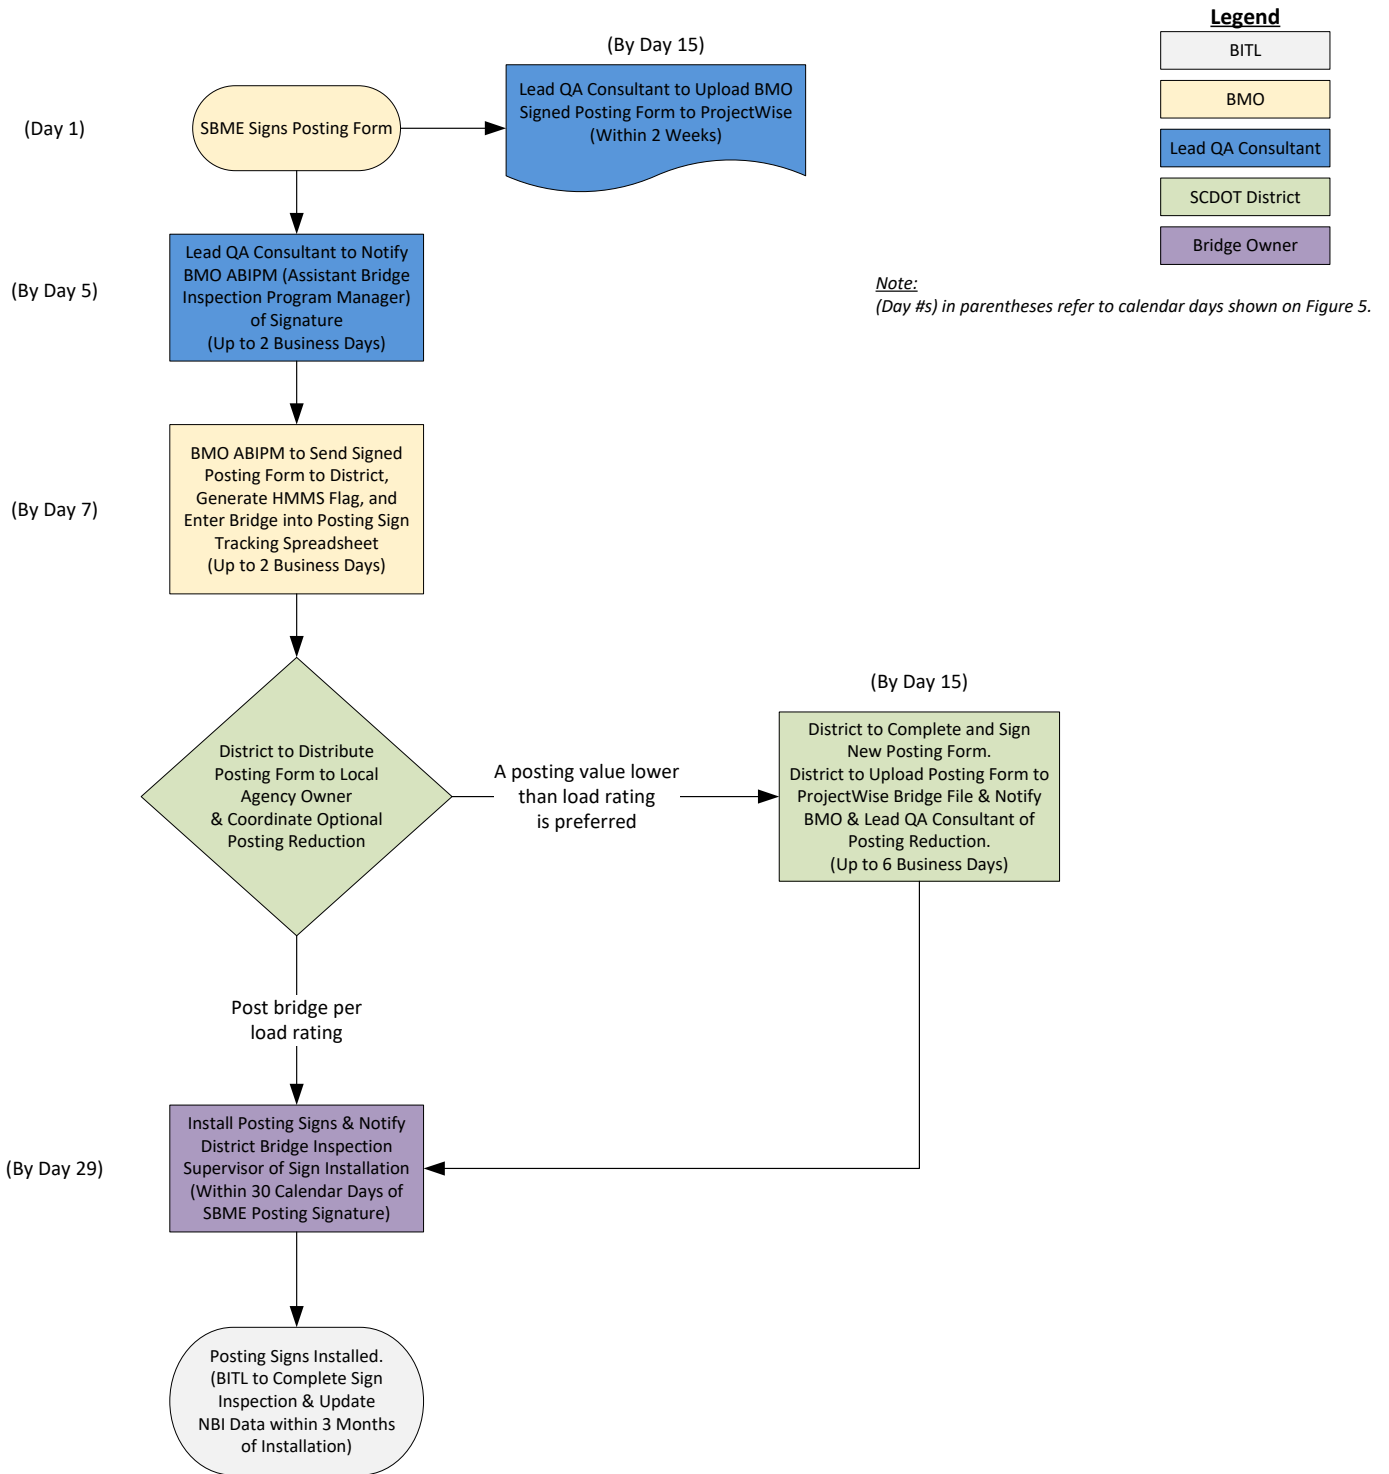 Legend
BITL
BMO
Lead QA Consultant
SCDOT District
Bridge Owner
Note:
(Day #s) in parentheses refer to calendar days shown on Figure 5.
(Day 1)
SBME Signs Posting Form
(By Day 15)
Lead QA Consultant to Upload BMO
Signed Posting Form to ProjectWise
(Within 2 Weeks)
(By Day 5)
Lead QA Consultant to Notify
BMO ABIPM (Assistant Bridge
Inspection Program Manager)
of Signature
(Up to 2 Business Days)
(By Day 7)
BMO ABIPM to Send Signed
Posting Form to District,
Generate HMMS Flag, and
Enter Bridge into Posting Sign
Tracking Spreadsheet
(Up to 2 Business Days)
District to Distribute
Posting Form to Local
Agency Owner
& Coordinate Optional
Posting Reduction
A posting value lower
than load rating
is preferred
(By Day 15)
District to Complete and Sign
New Posting Form.
District to Upload Posting Form to
ProjectWise Bridge File & Notify
BMO & Lead QA Consultant of
Posting Reduction.
(Up to 6 Business Days)
Post bridge per
load rating
(By Day 29)
Install Posting Signs & Notify
District Bridge Inspection
Supervisor of Sign Installation
(Within 30 Calendar Days of
SBME Posting Signature)
Posting Signs Installed.
(BITL to Complete Sign
Inspection & Update
NBI Data within 3 Months
of Installation)